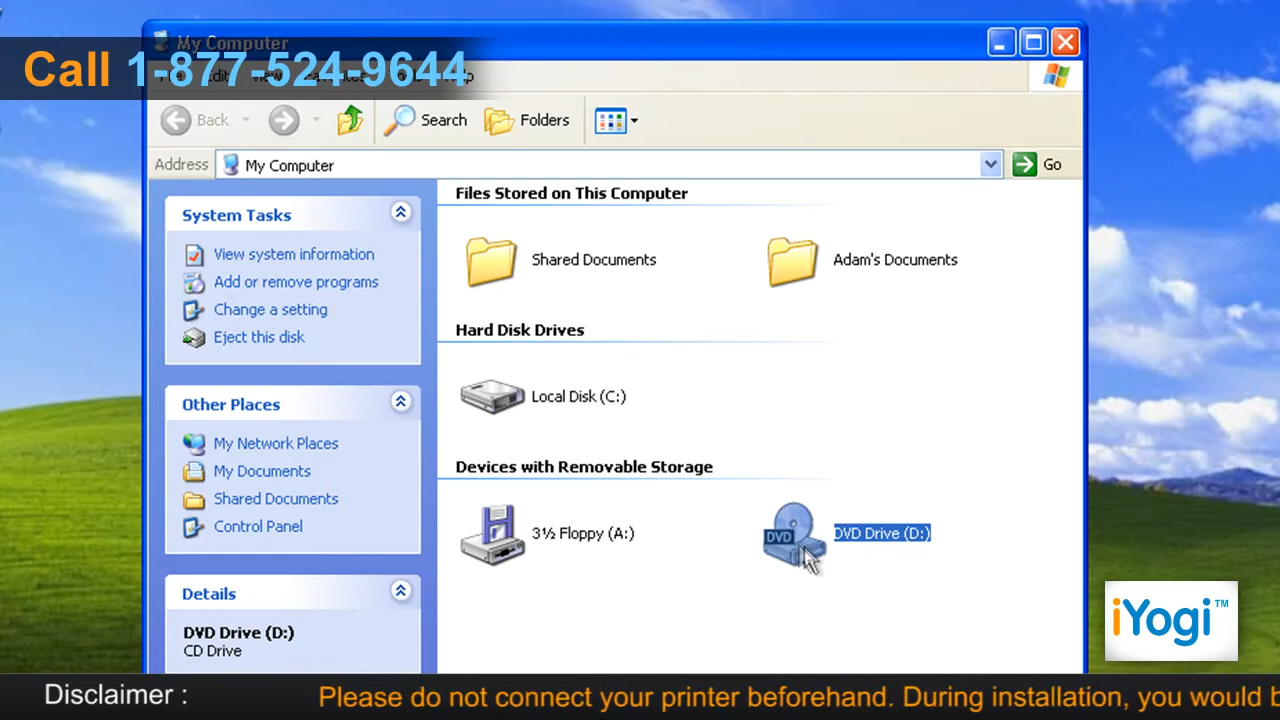 My Computer
Call 1-877-524-9644
Back
Search
Folders
Address
My Computer
Go
System Tasks
View system information
Add or remove programs
Change a setting
Eject this disk
Other Places
My Network Places
My Documents
Shared Documents
Control Panel
Details
DVD Drive (D:)
CD Drive
Files Stored on This Computer
Shared Documents
Adam's Documents
Hard Disk Drives
Local Disk (C:)
Devices with Removable Storage
3½ Floppy (A:)
DVD
DVD Drive (D:)
iYogi™
Disclaimer :
Please do not connect your printer beforehand. During installation, you would